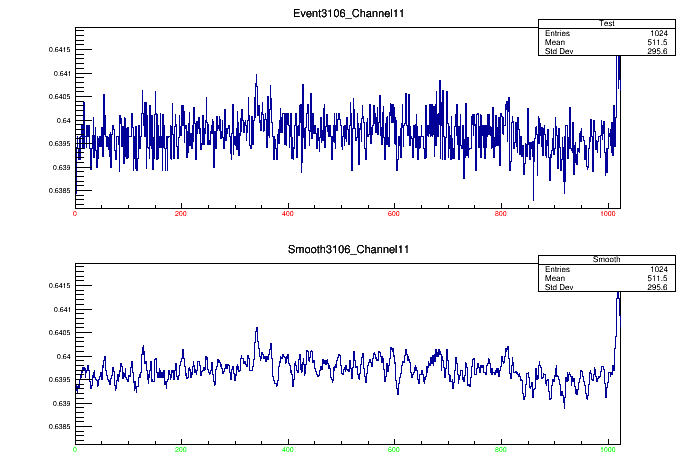 Event3106_Channel11
Test
Entries 1024
Mean 511.5
Std Dev 295.6
0.6415
0.641
0.6405
0.64
0.6395
0.639
0.6385
0 200 400 600 800 1000
Smooth3106_Channel11
Smooth
Entries 1024
Mean 511.5
Std Dev 295.6
0.6415
0.641
0.6405
0.64
0.6395
0.639
0.6385
0 200 400 600 800 1000